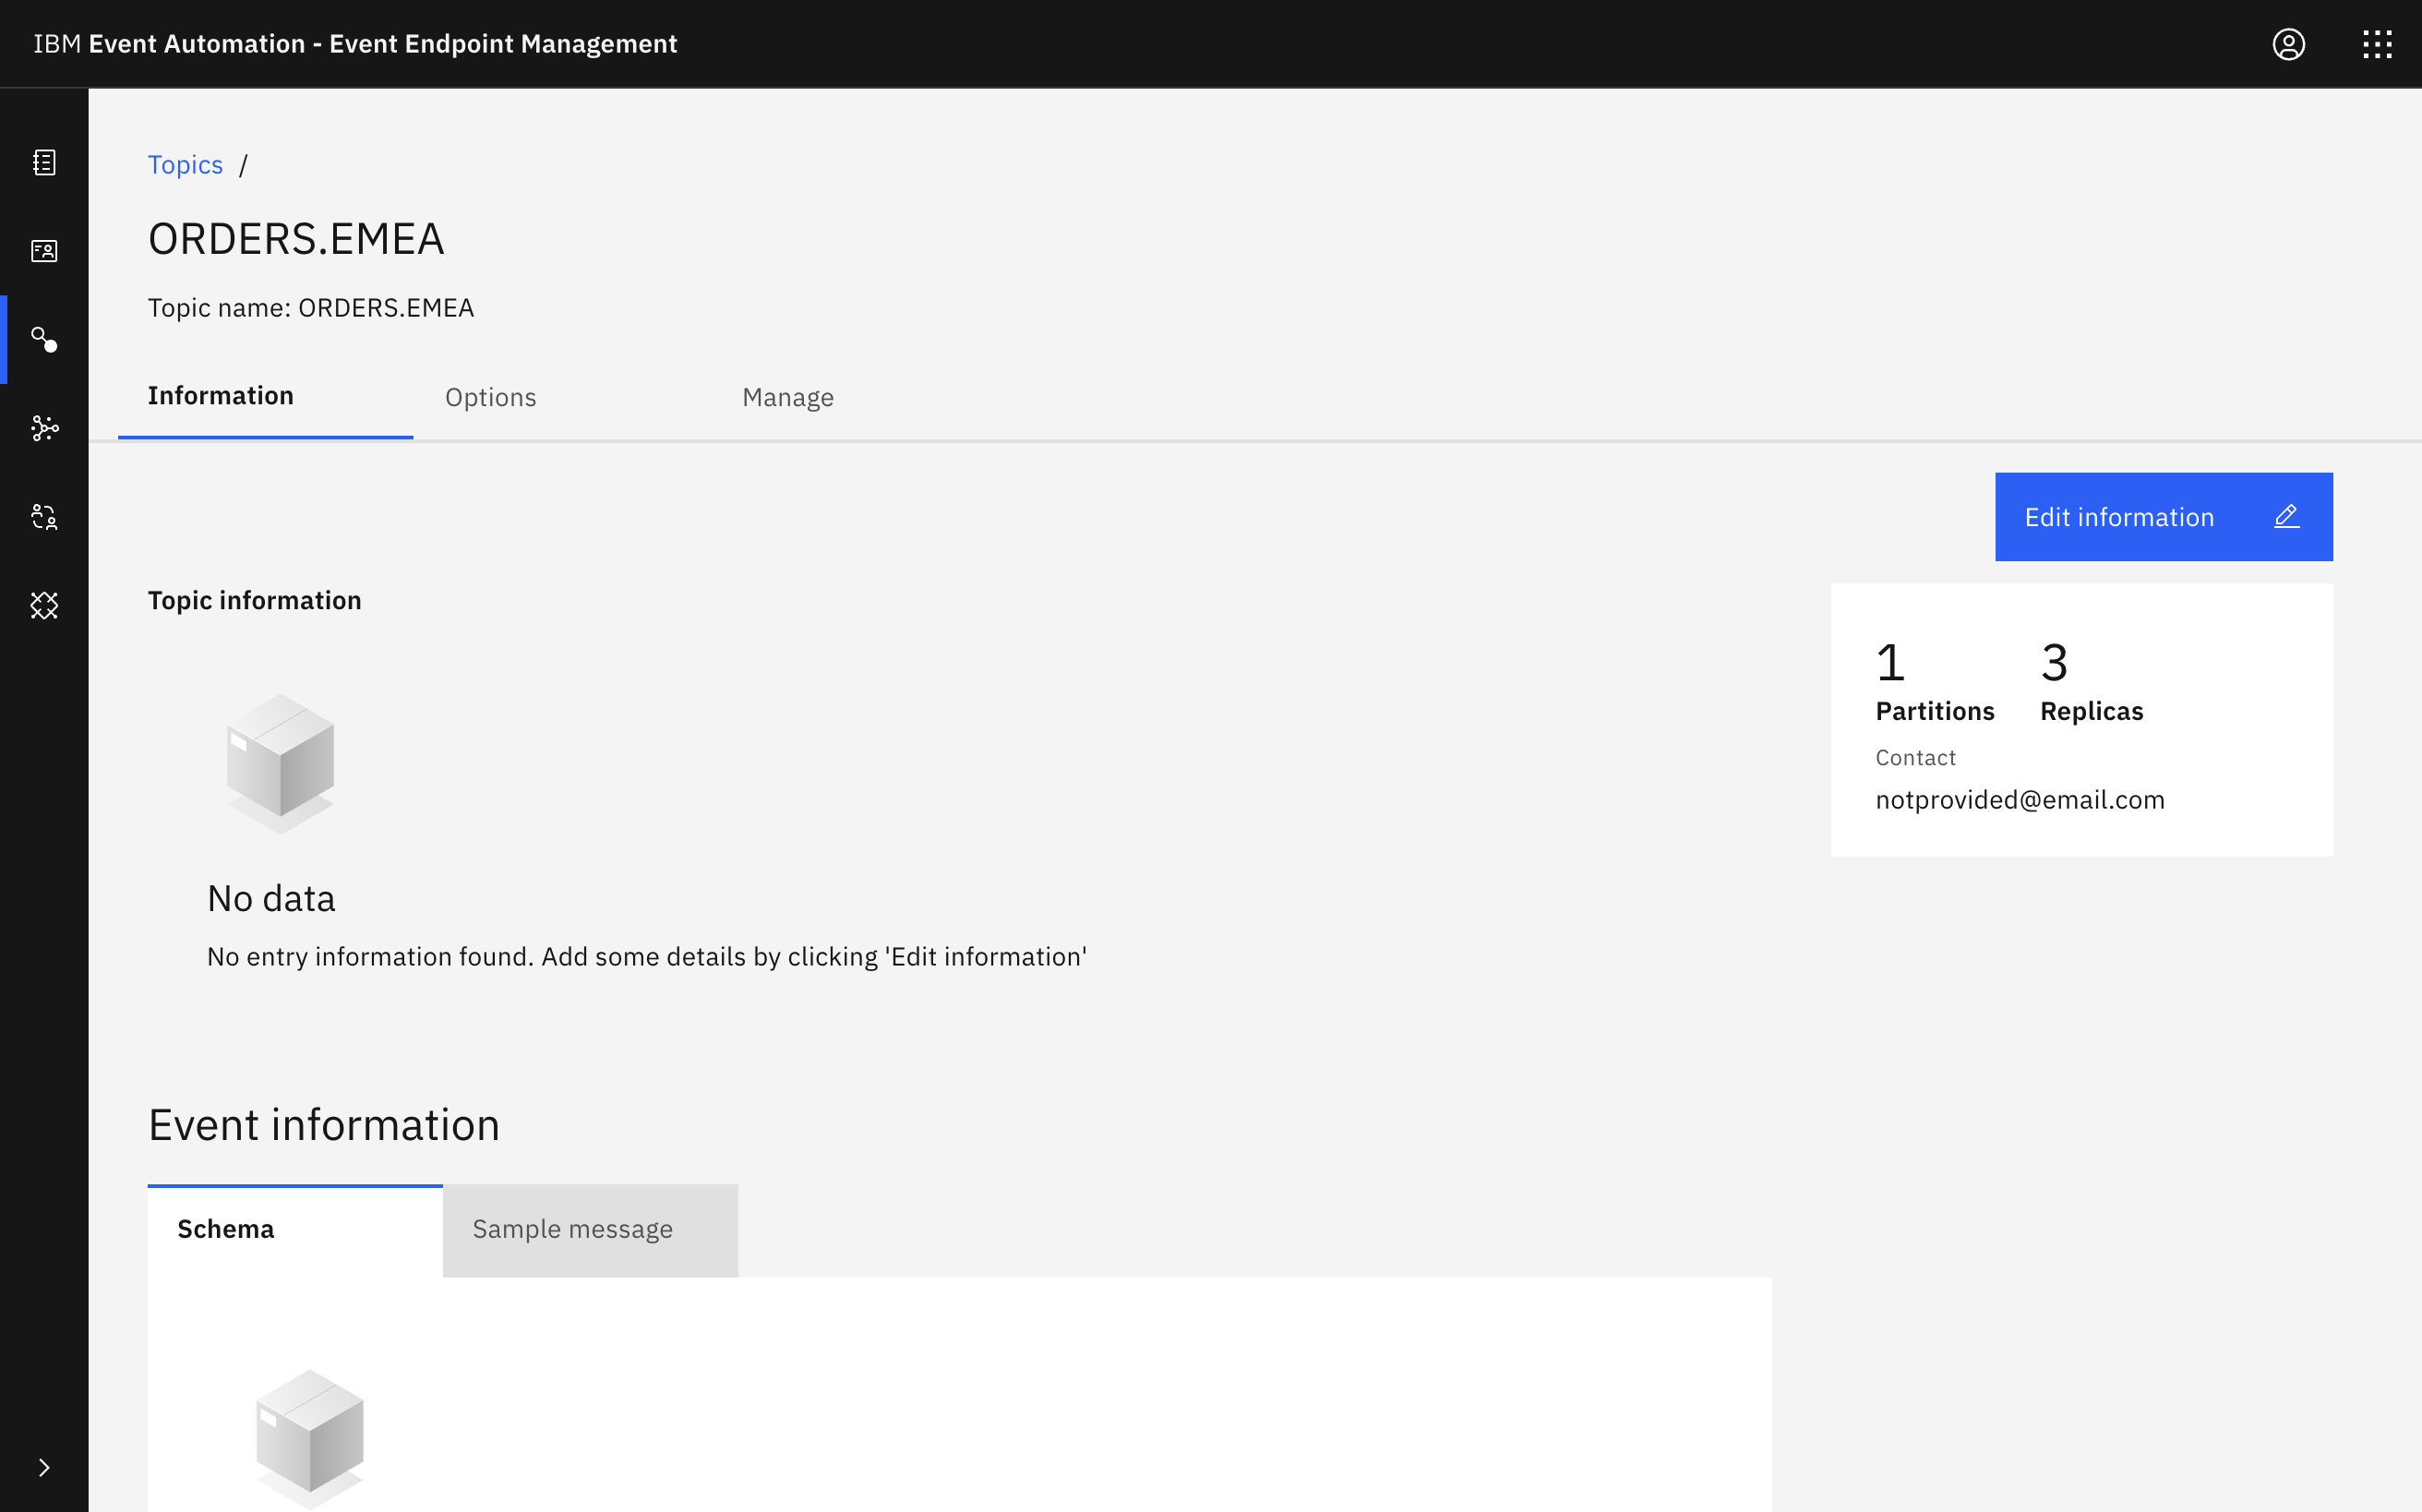 IBM Event Automation - Event Endpoint Management
Topics /
ORDERS.EMEA
Topic name: ORDERS.EMEA
Information
Options
Manage
Edit information
Topic information
1
Partitions
3
Replicas
Contact
notprovided@email.com
No data
No entry information found. Add some details by clicking 'Edit information'
Event information
Schema
Sample message